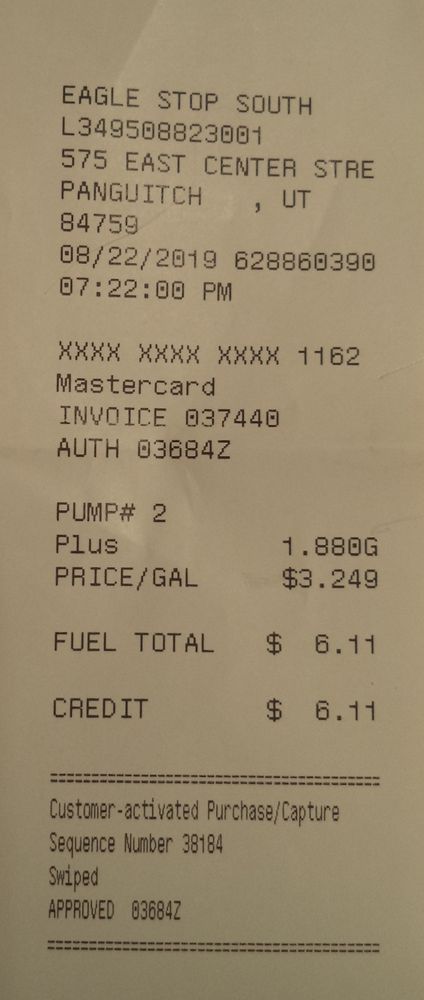 EAGLE STOP SOUTH
L349508823001
575 EAST CENTER STRE
PANGUITCH , UT
84759
08/22/2019 628860390
07:22:00 PM
XXXX XXXX XXXX 1162
Mastercard
INVOICE 037440
AUTH 03684Z
PUMP# 2
Plus 1.880G
PRICE/GAL $3.249
FUEL TOTAL $ 6.11
CREDIT $ 6.11
=======================================
Customer-activated Purchase/Capture
Sequence Number 38184
Swiped
APPROVED 03684Z
=======================================